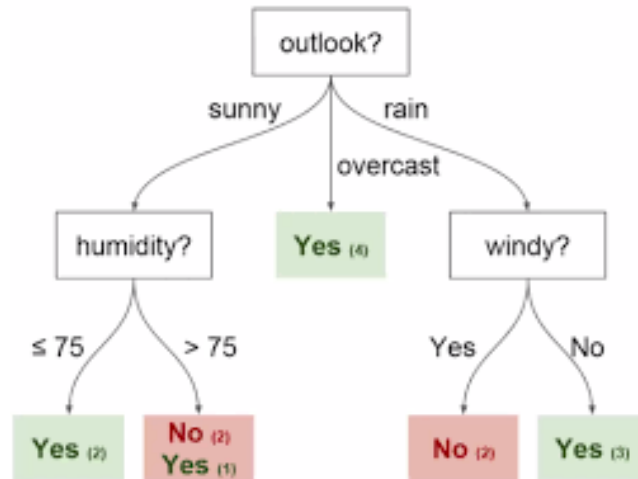 outlook?
sunny
rain
overcast
humidity?
Yes (4)
windy?
≤ 75
> 75
Yes
No
Yes (2)
No (2)
Yes (1)
No (2)
Yes (3)